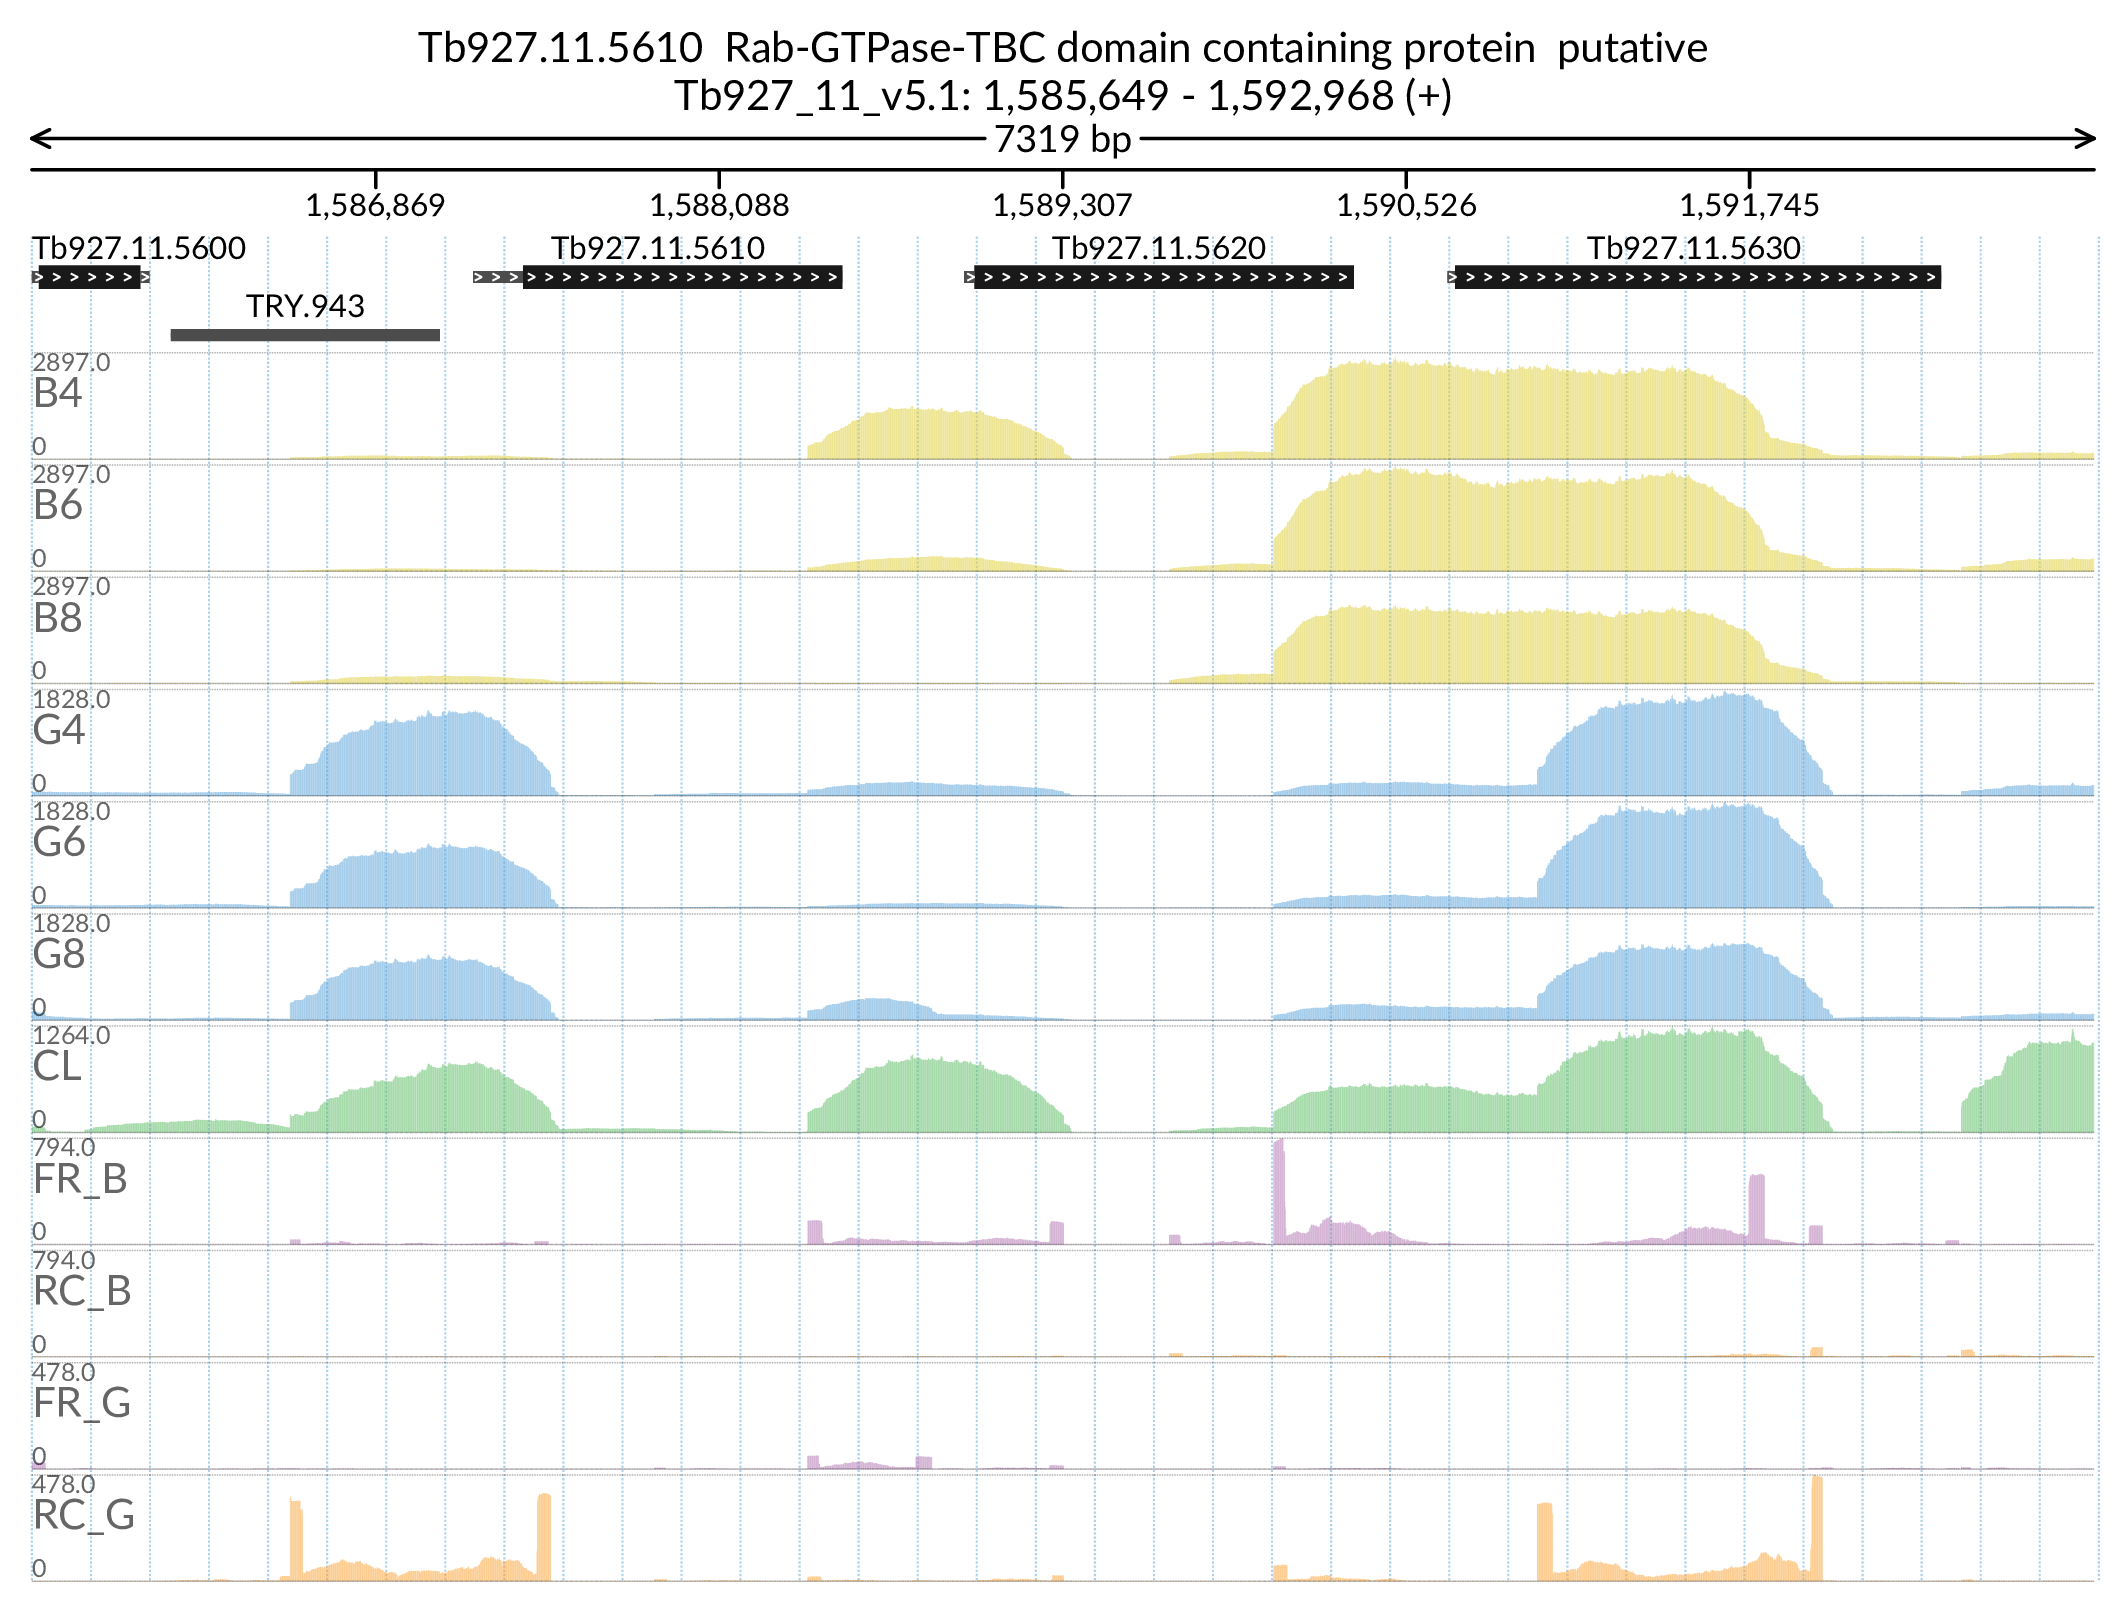 Tb927.11.5610  Rab-GTPase-TBC domain containing protein  putative
Tb927_11_v5.1: 1,585,649 - 1,592,968 (+)
7319 bp
1,586,869 1,588,088 1,589,307 1,590,526 1,591,745
Tb927.11.5600 Tb927.11.5610 Tb927.11.5620 Tb927.11.5630
TRY.943
2897.0
B4
0
2897.0
B6
0
2897.0
B8
0
1828.0
G4
0
1828.0
G6
0
1828.0
G8
0
1264.0
CL
0
794.0
FR_B
0
794.0
RC_B
0
478.0
FR_G
0
478.0
RC_G
0